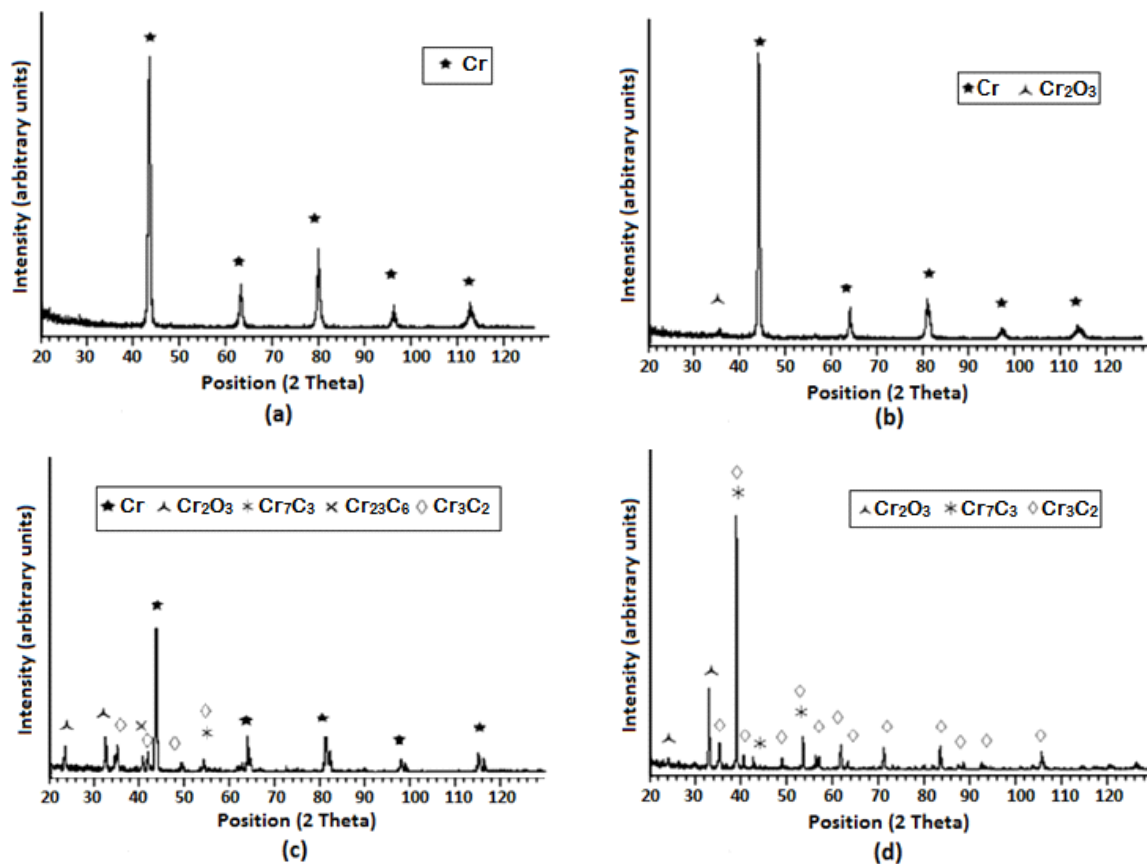 Cr
Intensity (arbitrary units)
20 30 40 50 60 70 80 90 100 110 120
Position (2 Theta)
(a)
Cr Cr2O3
Intensity (arbitrary units)
20 30 40 50 60 70 80 90 100 110 120
Position (2 Theta)
(b)
Cr Cr2O3 Cr7C3 Cr23C6 Cr3C2
Intensity (arbitrary units)
20 30 40 50 60 70 80 90 100 110 120
Position (2 Theta)
(c)
Cr2O3 Cr7C3 Cr3C2
Intensity (arbitrary units)
20 30 40 50 60 70 80 90 100 110 120
Position (2 Theta)
(d)